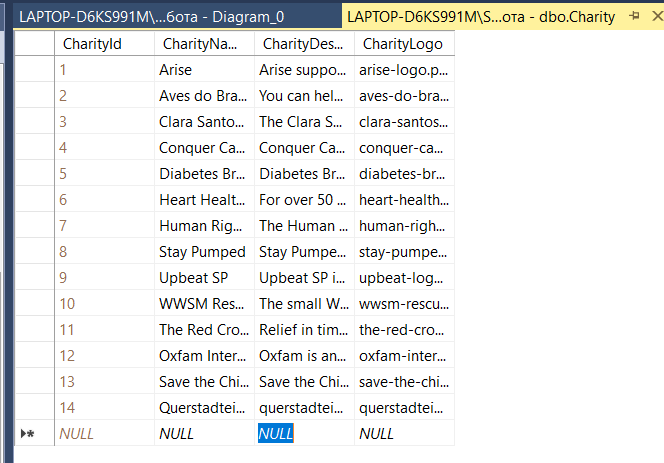 LAPTOP-D6KS991M\...бота - Diagram_0 LAPTOP-D6KS991M\S...ота - dbo.Charity
CharityId CharityNa... CharityDes... CharityLogo
1 Arise Arise suppo... arise-logo.p...
2 Aves do Bra... You can hel... aves-do-bra...
3 Clara Santo... The Clara S... clara-santos...
4 Conquer Ca... Conquer Ca... conquer-ca...
5 Diabetes Br... Diabetes Br... diabetes-br...
6 Heart Healt... For over 50 ... heart-health...
7 Human Rig... The Human ... human-righ...
8 Stay Pumped Stay Pumpe... stay-pumpe...
9 Upbeat SP Upbeat SP i... upbeat-log...
10 WWSM Res... The small W... wwsm-rescu...
11 The Red Cro... Relief in tim... the-red-cro...
12 Oxfam Inter... Oxfam is an... oxfam-inter...
13 Save the Chi... Save the Chi... save-the-chi...
14 Querstadtei... querstadtei... querstadtei...
NULL NULL NULL NULL